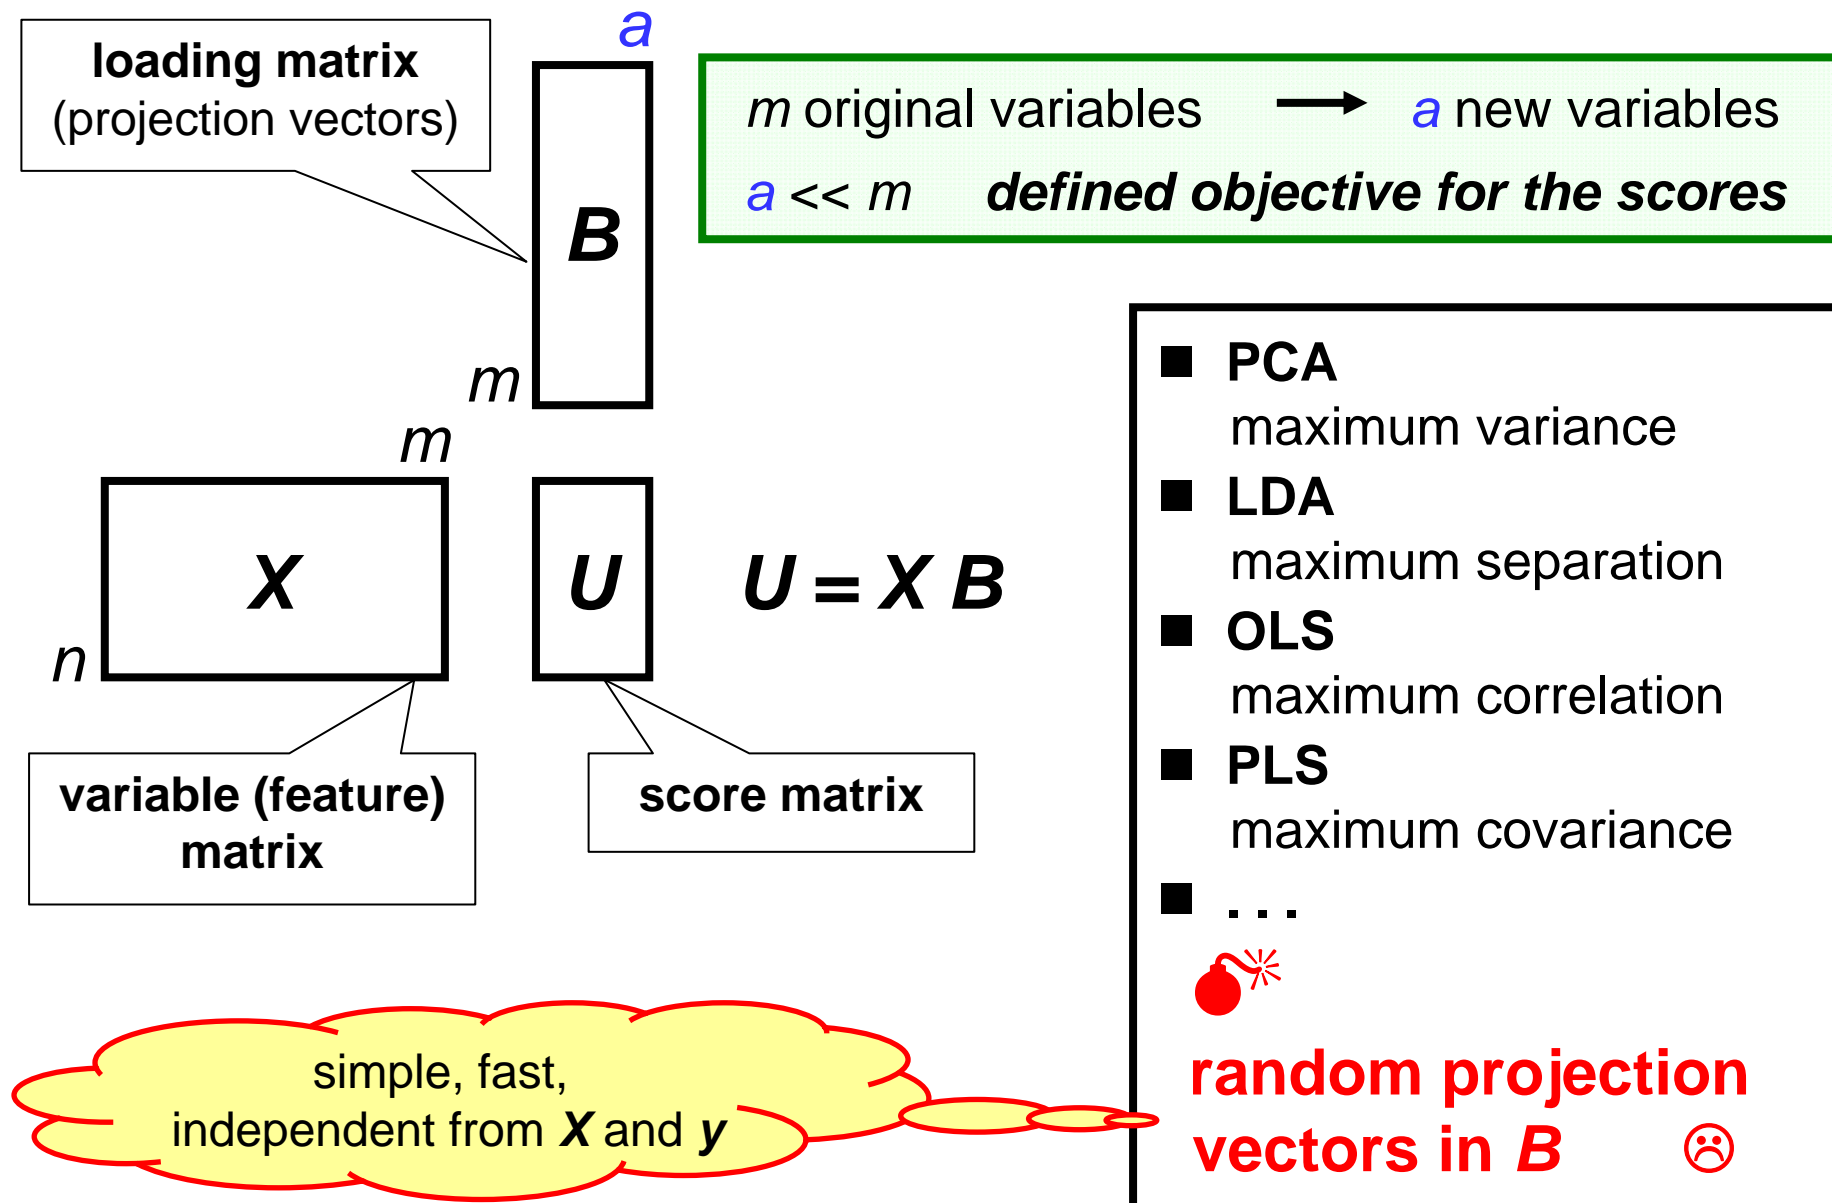 loading matrix
(projection vectors)
a
B
m
m original variables → a new variables
a << m defined objective for the scores
m
X
n
U
U = X B
variable (feature)
matrix
score matrix
■ PCA
maximum variance
■ LDA
maximum separation
■ OLS
maximum correlation
■ PLS
maximum covariance
■ . . .
random projection
vectors in B ☹
simple, fast,
independent from X and y